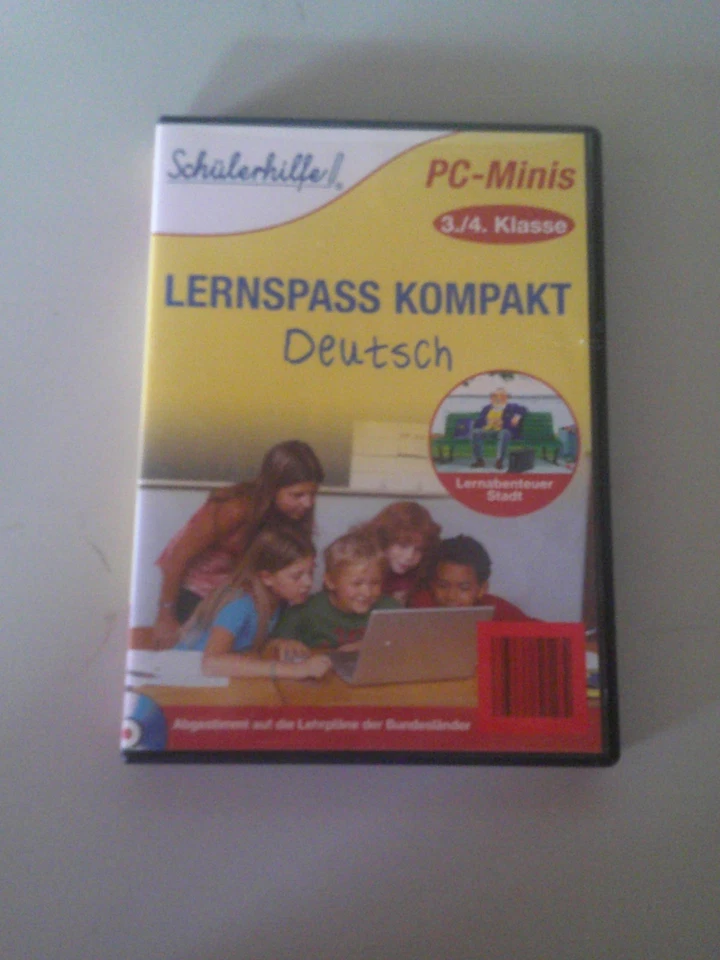 Schülerhilfe!
PC-Minis
3./4. Klasse
LERNSPASS KOMPAKT
Deutsch
Lernabenteuer
Stadt
Abgestimmt auf die Lehrpläne der Bundesländer